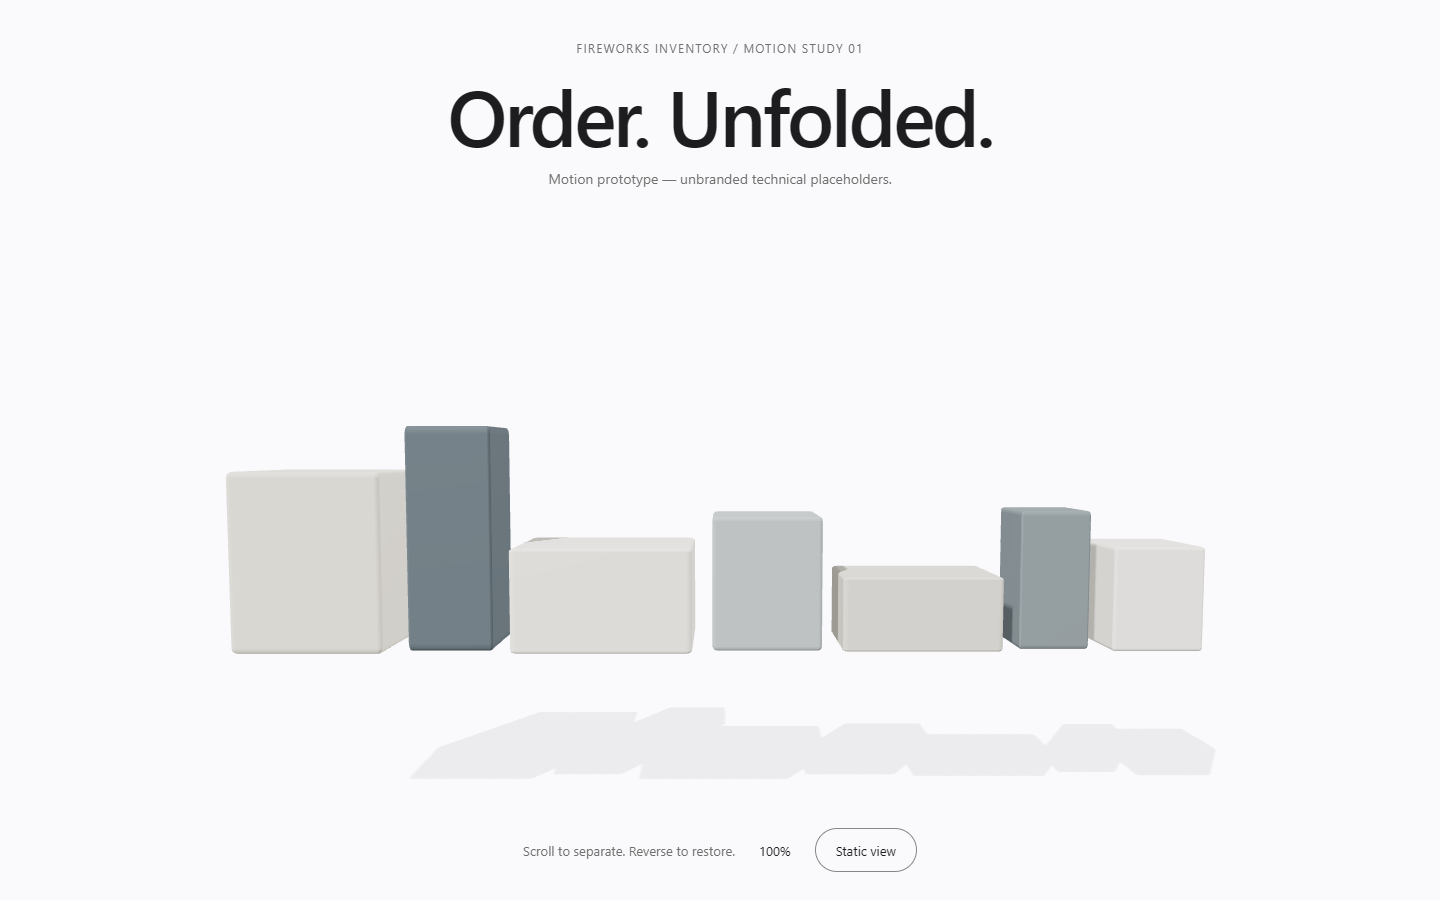 FIREWORKS INVENTORY / MOTION STUDY 01
Order. Unfolded.
Motion prototype — unbranded technical placeholders.
Scroll to separate. Reverse to restore. 100% Static view